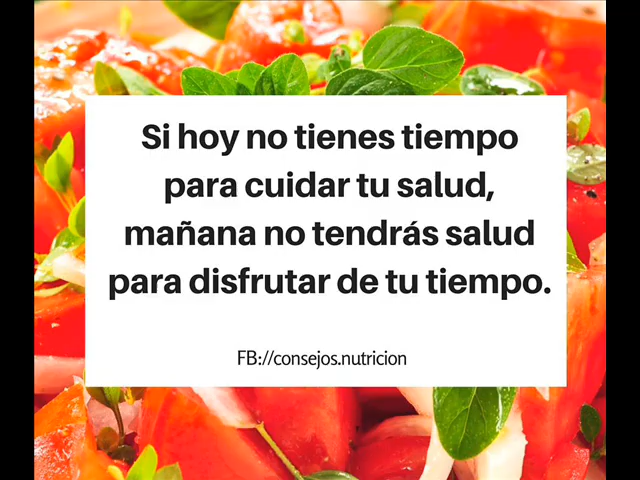 Si hoy no tienes tiempo
para cuidar tu salud,
mañana no tendrás salud
para disfrutar de tu tiempo.
FB://consejos.nutricion